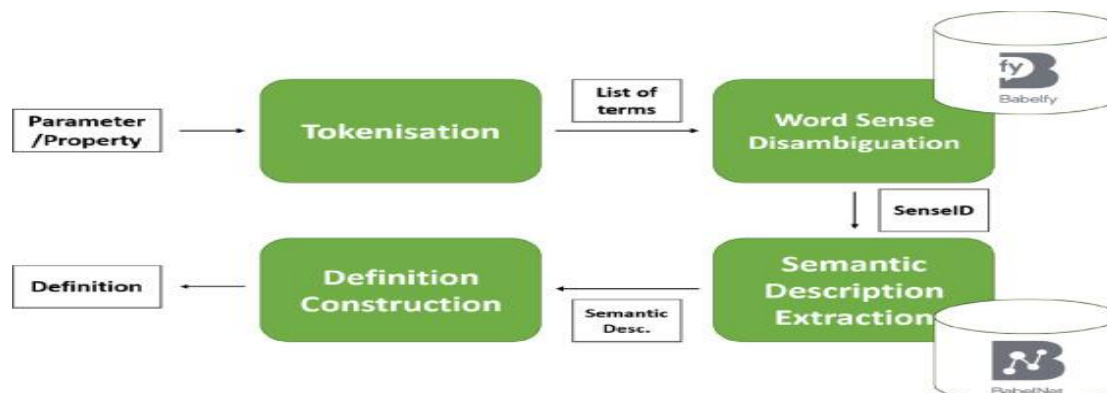 Parameter
/Property
Tokenisation
List of
terms
Word Sense
Disambiguation
fy
Babelfy
SenseID
Semantic
Description
Extraction
BabelNet
Semantic
Desc.
Definition
Construction
Definition